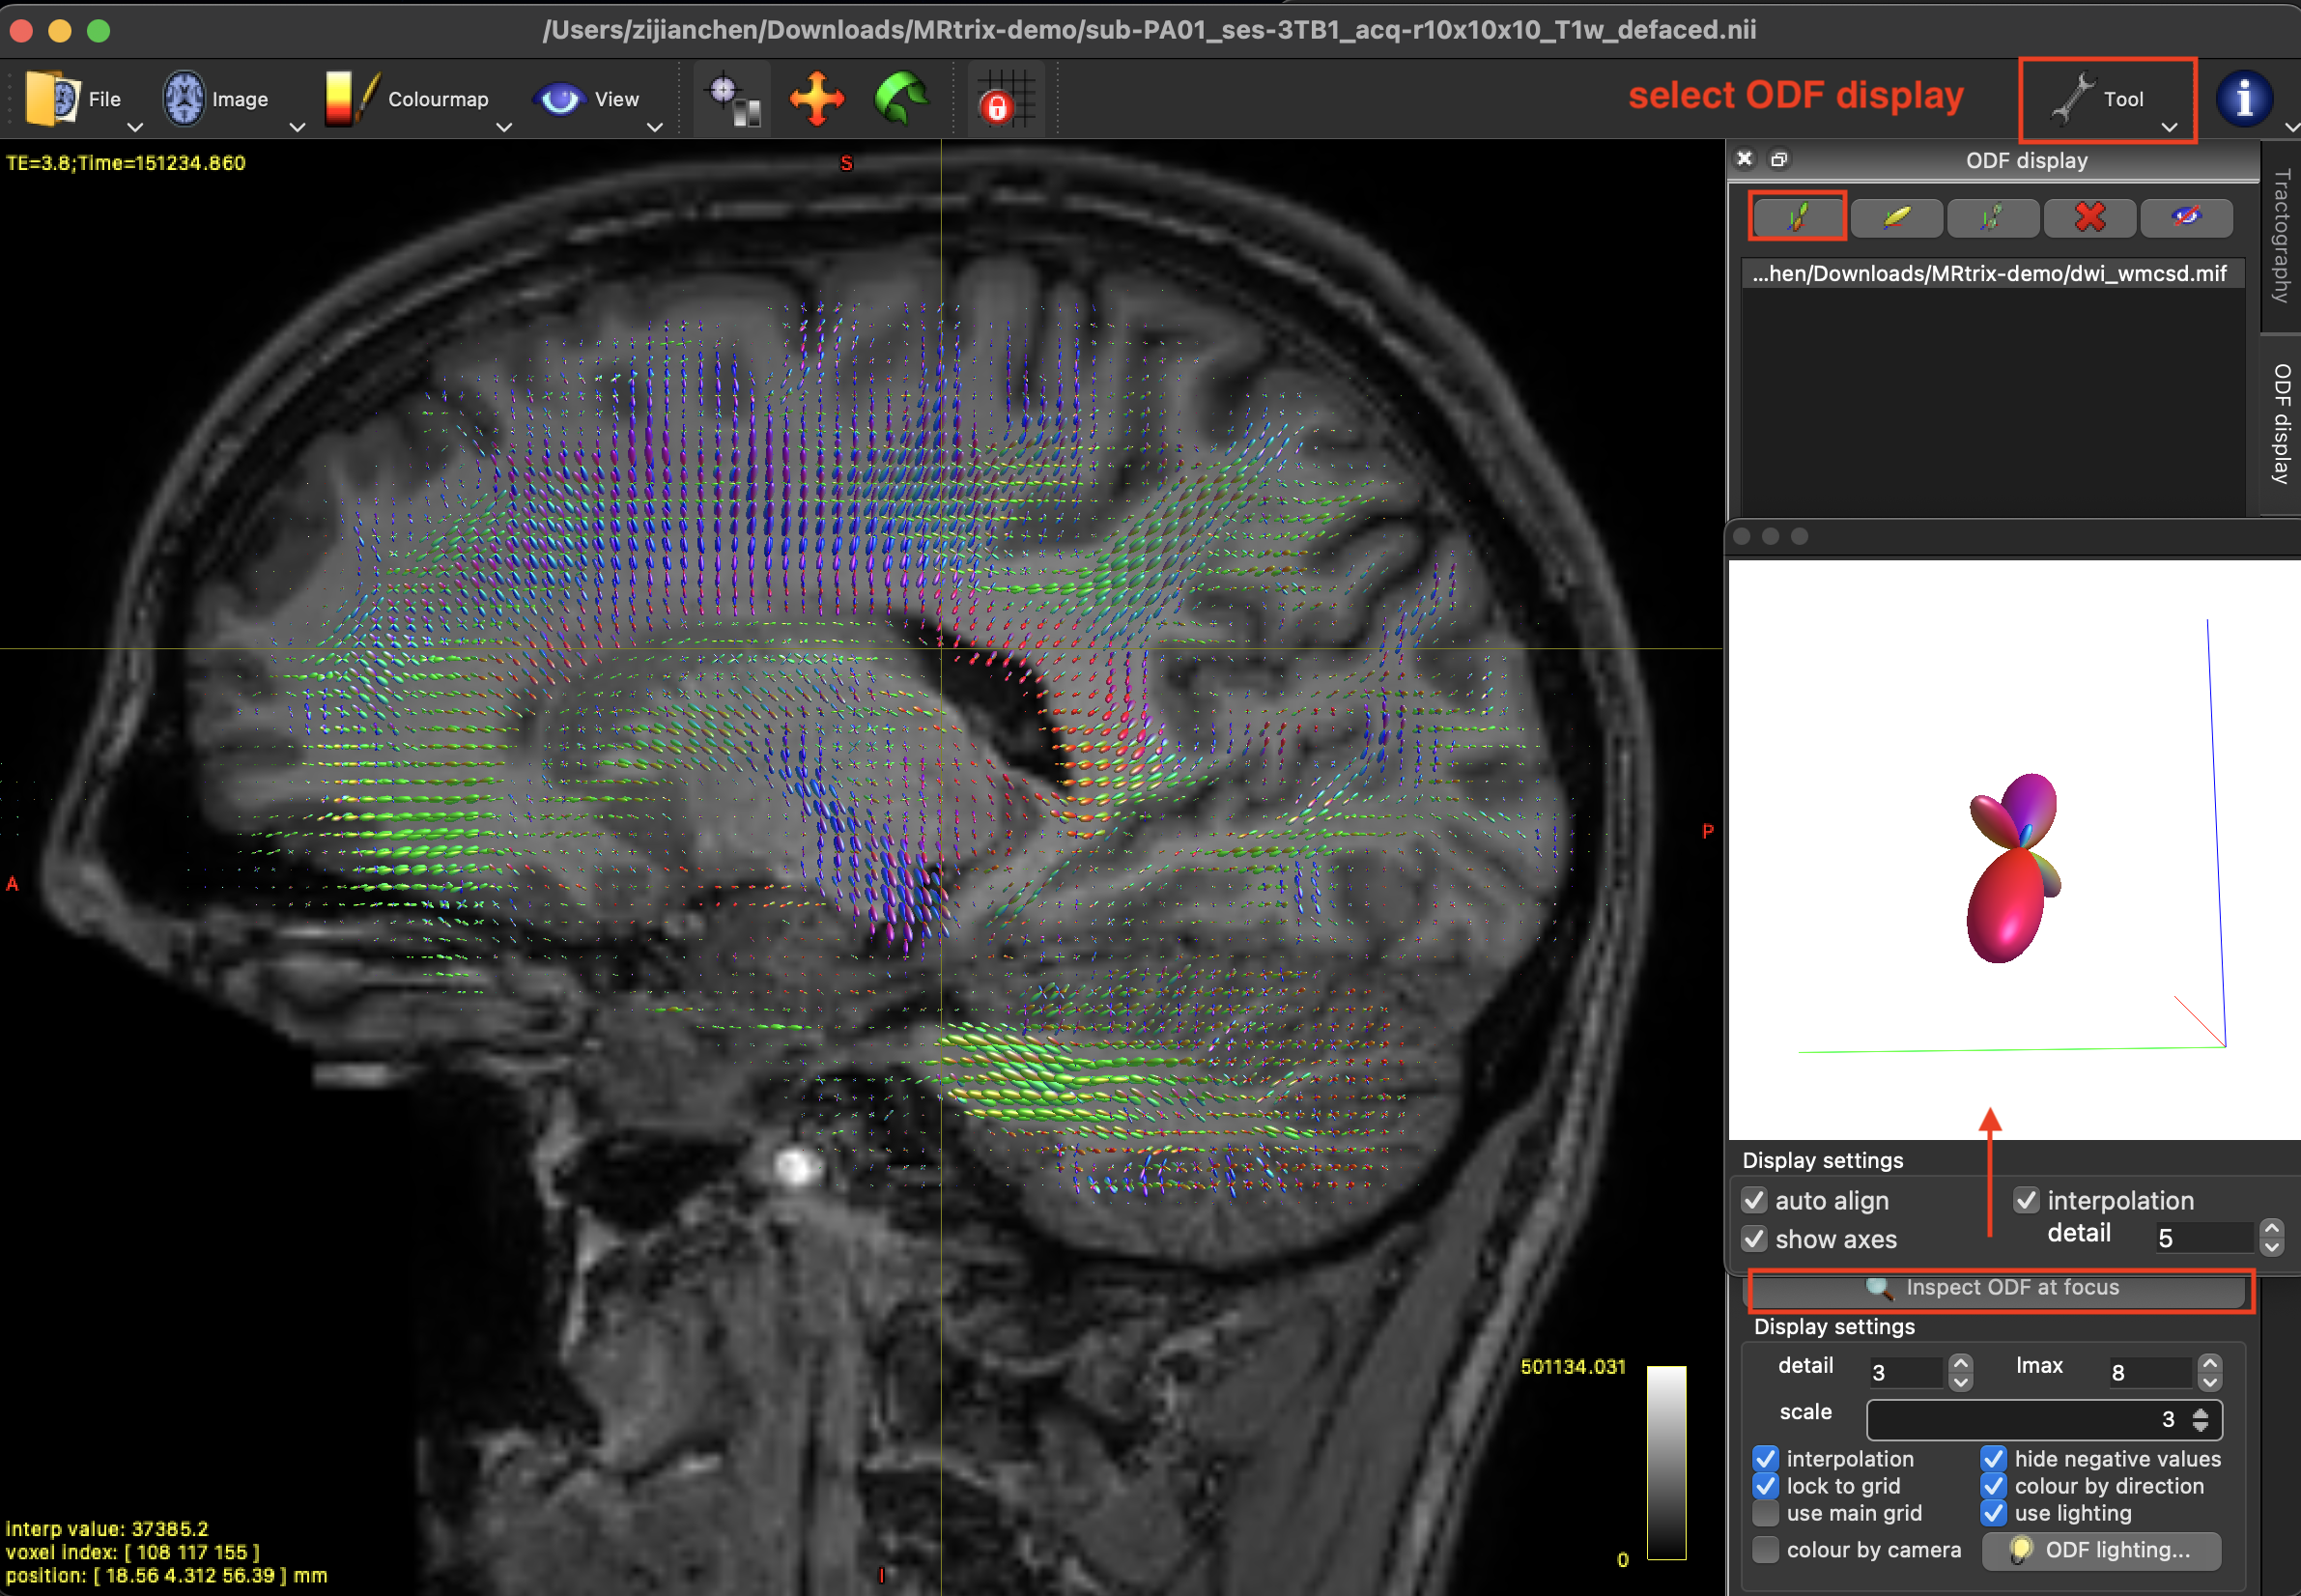 /Users/zijianchen/Downloads/MRtrix-demo/sub-PA01_ses-3TB1_acq-r10x10x10_T1w_defaced.nii
File
Image
Colourmap
View
select ODF display
Tool
i
TE=3.8;Time=151234.860
S
A
P
I
ODF display
...hen/Downloads/MRtrix-demo/dwi_wmcsd.mif
Tractography
ODF display
Display settings
auto align
interpolation
show axes
detail 5
Inspect ODF at focus
Display settings
detail 3 lmax 8
scale 3
interpolation hide negative values
lock to grid colour by direction
use main grid use lighting
colour by camera ODF lighting...
501134.031
0
interp value: 37385.2
voxel index: [ 108 117 155 ]
position: [ 18.56 4.312 56.39 ] mm